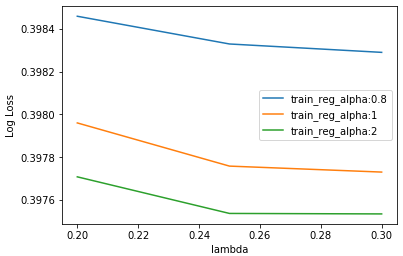 0.3984
0.3982
0.3980
0.3978
0.3976
Log Loss
train_reg_alpha:0.8
train_reg_alpha:1
train_reg_alpha:2
0.20 0.22 0.24 0.26 0.28 0.30
lambda